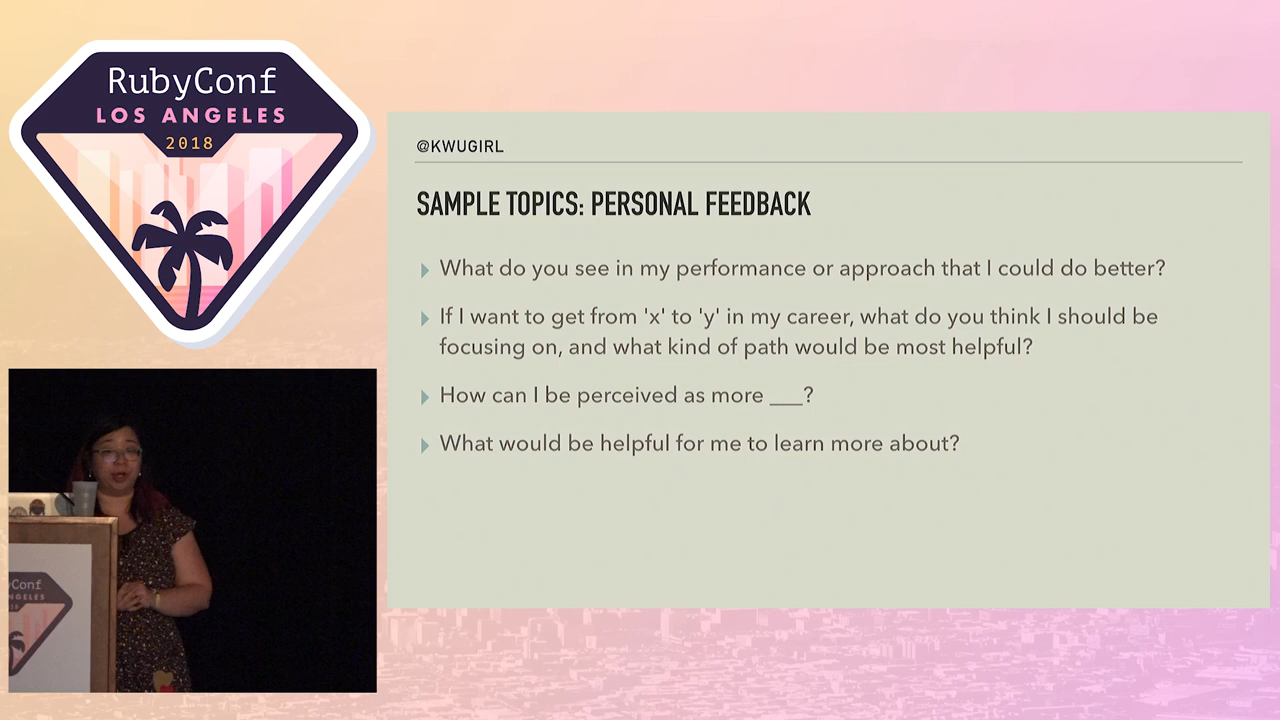 RubyConf
LOS ANGELES
2018
@KWUGIRL
SAMPLE TOPICS: PERSONAL FEEDBACK
What do you see in my performance or approach that I could do better?
If I want to get from 'x' to 'y' in my career, what do you think I should be
focusing on, and what kind of path would be most helpful?
How can I be perceived as more ___?
What would be helpful for me to learn more about?